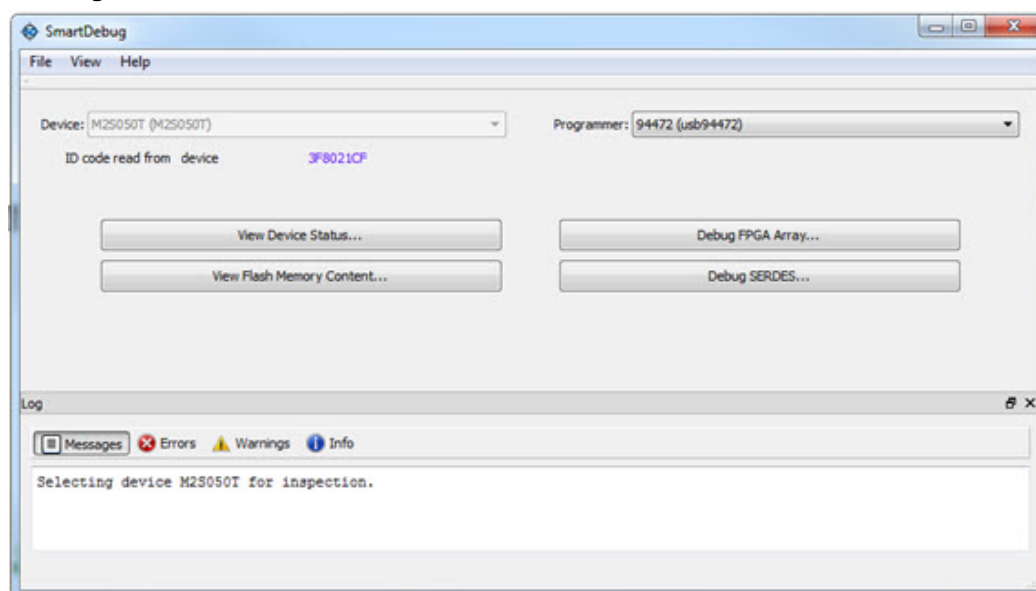 SmartDebug
File View Help
Device: M2S050T (M2S050T) Programmer: 94472 (usb94472)
ID code read from device 3F8021CF
View Device Status... Debug FPGA Array...
View Flash Memory Content... Debug SERDES...
Log
Messages Errors Warnings Info
Selecting device M2S050T for inspection.